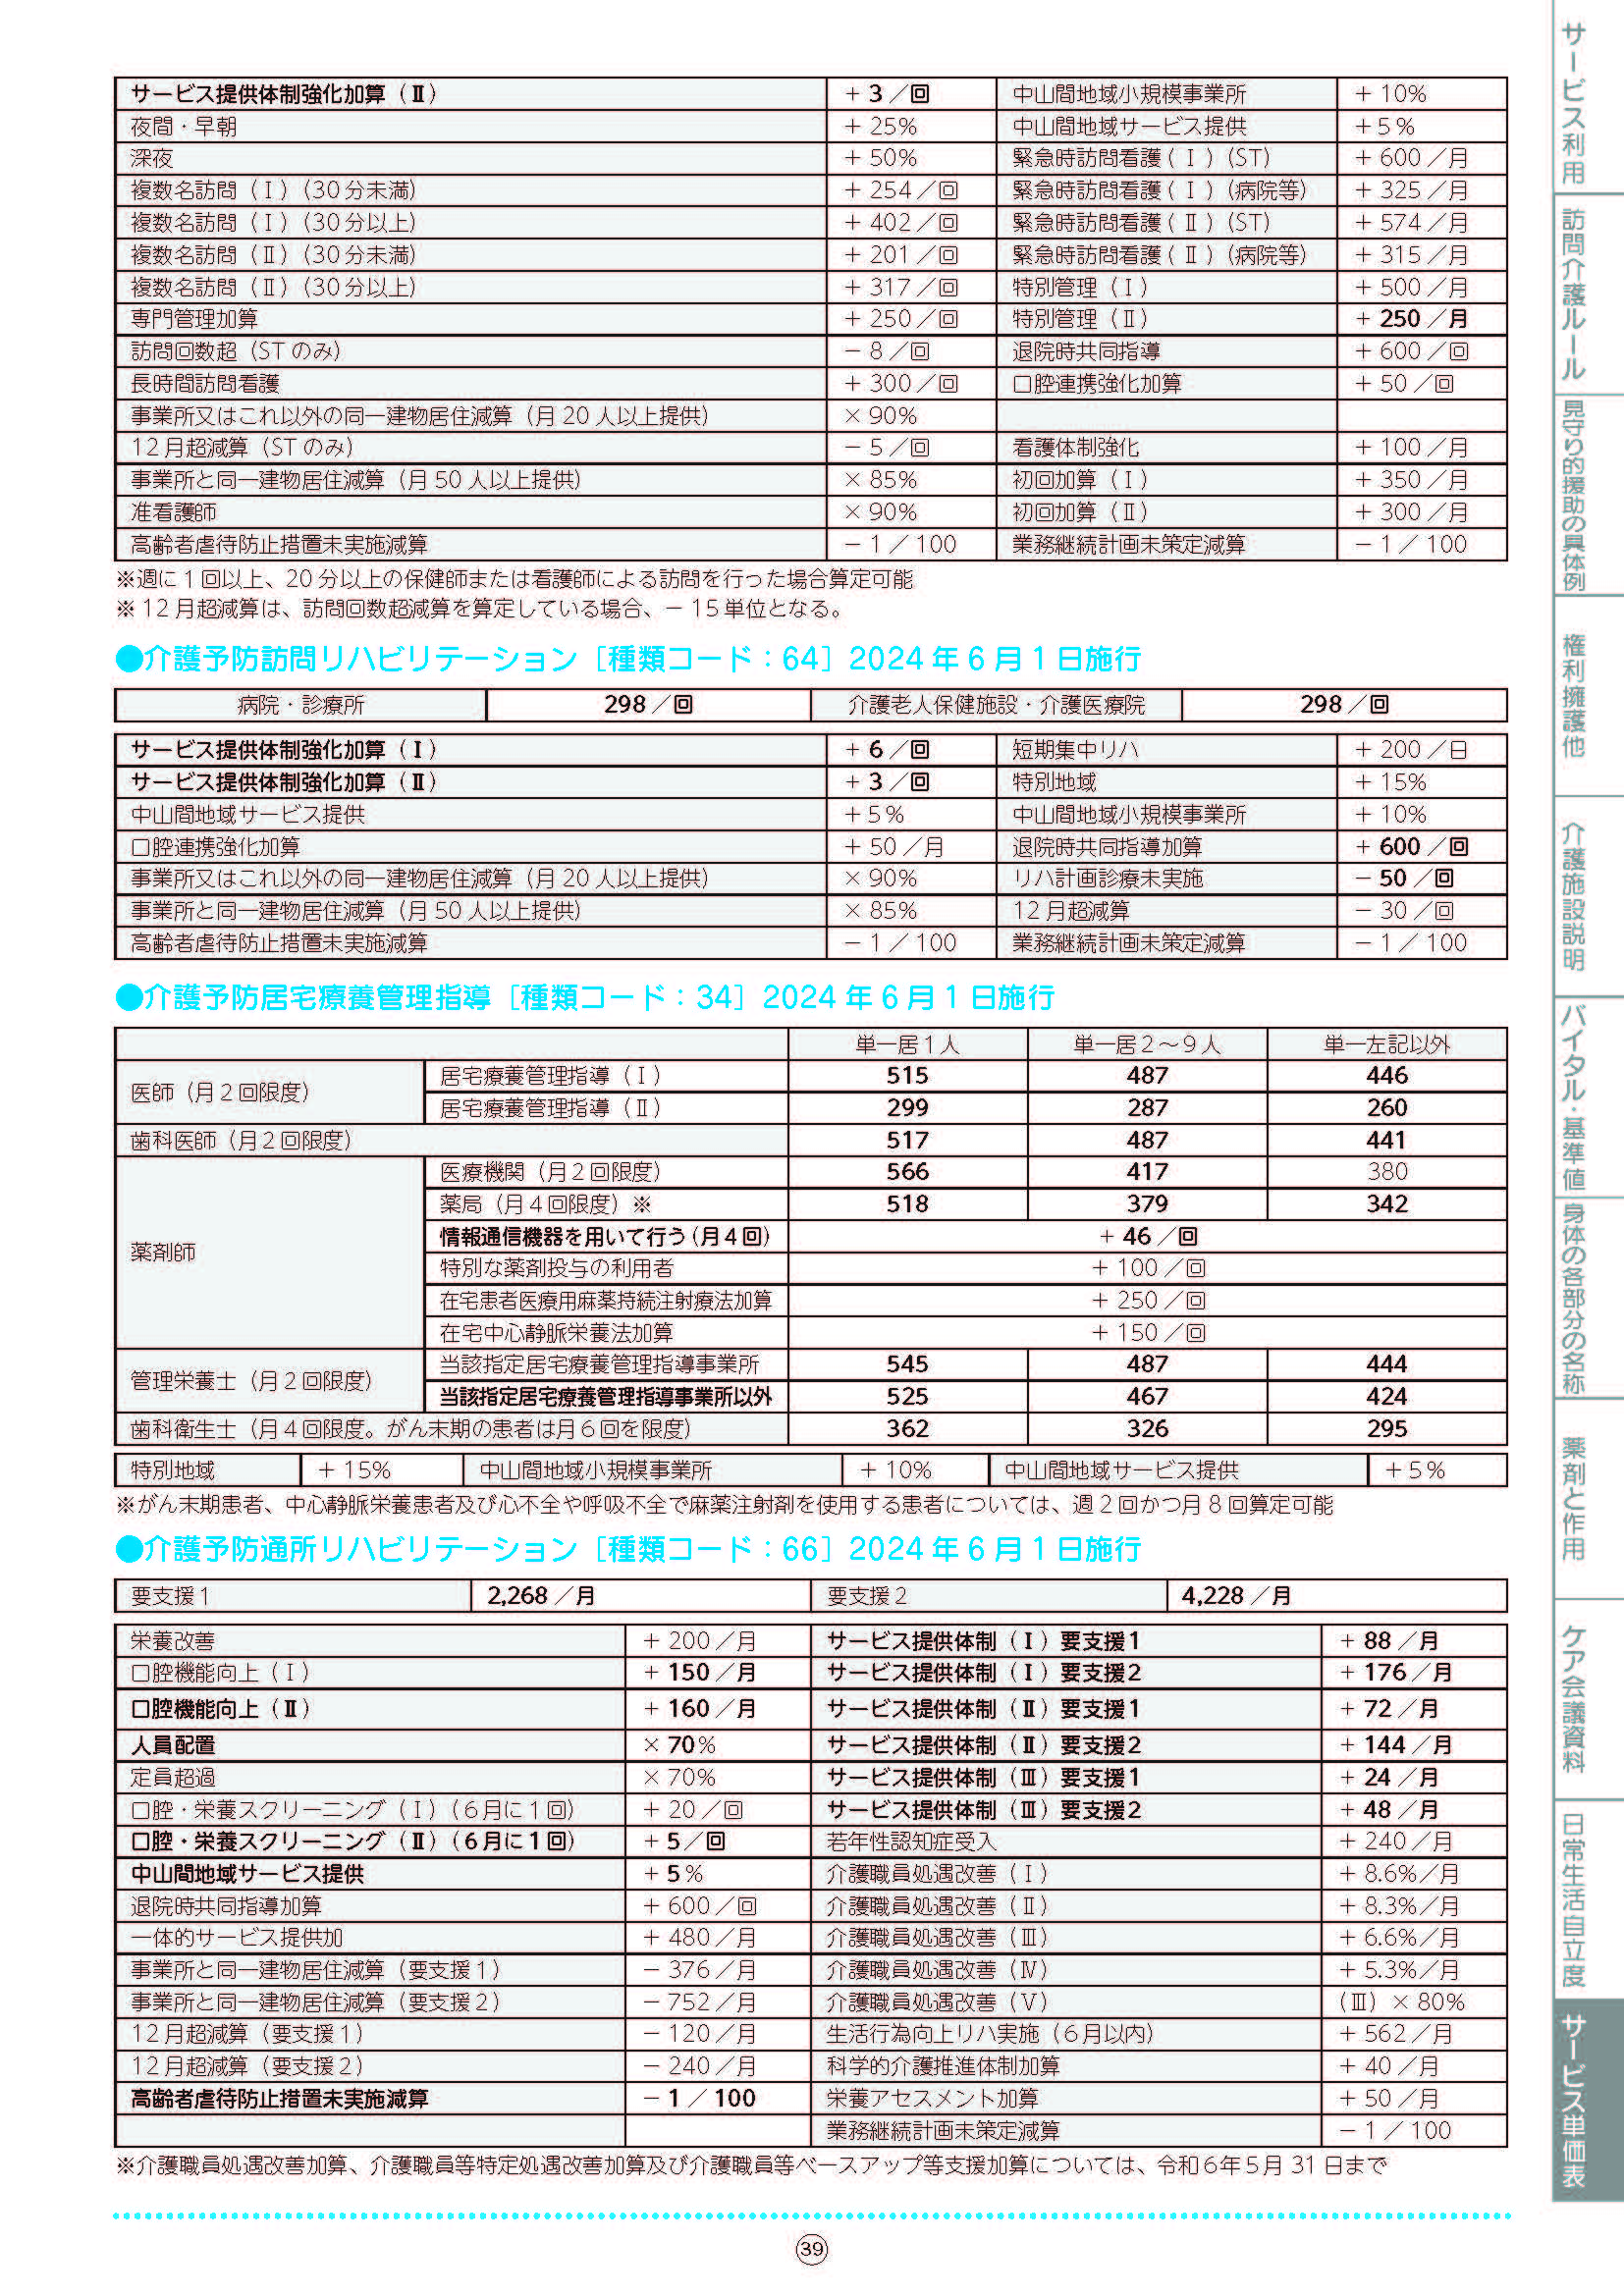 サービス提供体制強化加算（Ⅱ） ＋ 3 ／回 中山間地域小規模事業所 ＋ 10%
夜間・早朝 ＋ 25% 中山間地域サービス提供 ＋5％
深夜 ＋ 50% 緊急時訪問看護(Ⅰ)(ST) ＋ 600 ／月
複数名訪問（Ⅰ）（30分未満） ＋ 254 ／回 緊急時訪問看護(Ⅰ)（病院等） ＋ 325 ／月
複数名訪問（Ⅰ）（30分以上） ＋ 402 ／回 緊急時訪問看護(Ⅱ)(ST) ＋ 574 ／月
複数名訪問（Ⅱ）（30分未満） ＋ 201 ／回 緊急時訪問看護(Ⅱ)（病院等） ＋ 315 ／月
複数名訪問（Ⅱ）（30分以上） ＋ 317 ／回 特別管理（Ⅰ） ＋ 500 ／月
専門管理加算 ＋ 250 ／回 特別管理（Ⅱ） ＋ 250 ／月
訪問回数超（STのみ） － 8 ／回 退院時共同指導 ＋ 600 ／回
長時間訪問看護 ＋ 300 ／回 口腔連携強化加算 ＋ 50 ／回
事業所又はこれ以外の同一建物居住減算（月 20 人以上提供） × 90%
12月超減算（STのみ） － 5 ／回 看護体制強化 ＋ 100 ／月
事業所と同一建物居住減算（月 50 人以上提供） × 85% 初回加算（Ⅰ） ＋ 350 ／月
准看護師 × 90% 初回加算（Ⅱ） ＋ 300 ／月
高齢者虐待防止措置未実施減算 － 1 ／ 100 業務継続計画未策定減算 － 1 ／ 100
※週に1回以上、20分以上の保健師または看護師による訪問を行った場合算定可能
※12月超減算は、訪問回数超減算を算定している場合、－ 15単位となる。
●介護予防訪問リハビリテーション［種類コード：64］2024 年 6 月 1 日施行
病院・診療所 298 ／回 介護老人保健施設・介護医療院 298 ／回
サービス提供体制強化加算（Ⅰ） ＋ 6 ／回 短期集中リハ ＋ 200 ／日
サービス提供体制強化加算（Ⅱ） ＋ 3 ／回 特別地域 ＋ 15%
中山間地域サービス提供 ＋5％ 中山間地域小規模事業所 ＋ 10%
口腔連携強化加算 ＋ 50 ／月 退院時共同指導加算 ＋ 600 ／回
事業所又はこれ以外の同一建物居住減算（月 20 人以上提供） × 90% リハ計画診療未実施 － 50 ／回
事業所と同一建物居住減算（月 50 人以上提供） × 85% 12月超減算 － 30 ／回
高齢者虐待防止措置未実施減算 － 1 ／ 100 業務継続計画未策定減算 － 1 ／ 100
●介護予防居宅療養管理指導［種類コード：34］2024 年 6 月 1 日施行
単一居1人 単一居2～9人 単一左記以外
医師（月2回限度） 居宅療養管理指導（Ⅰ） 515 487 446
居宅療養管理指導（Ⅱ） 299 287 260
歯科医師（月2回限度） 517 487 441
薬剤師 医療機関（月2回限度） 566 417 380
薬局（月4回限度）※ 518 379 342
情報通信機器を用いて行う（月4回） ＋ 46 ／回
特別な薬剤投与の利用者 ＋ 100 ／回
在宅患者医療用麻薬持続注射療法加算 ＋ 250 ／回
在宅中心静脈栄養法加算 ＋ 150 ／回
管理栄養士（月2回限度） 当該指定居宅療養管理指導事業所 545 487 444
当該指定居宅療養管理指導事業所以外 525 467 424
歯科衛生士（月4回限度。がん末期の患者は月6回を限度） 362 326 295
特別地域 ＋ 15% 中山間地域小規模事業所 ＋ 10% 中山間地域サービス提供 ＋5％
※がん末期患者、中心静脈栄養患者及び心不全や呼吸不全で麻薬注射剤を使用する患者については、週2回かつ月8回算定可能
●介護予防通所リハビリテーション［種類コード：66］2024 年 6 月 1 日施行
要支援1 2,268 ／月 要支援2 4,228 ／月
栄養改善 ＋ 200 ／月 サービス提供体制（Ⅰ）要支援1 ＋ 88 ／月
口腔機能向上（Ⅰ） ＋ 150 ／月 サービス提供体制（Ⅰ）要支援2 ＋ 176 ／月
口腔機能向上（Ⅱ） ＋ 160 ／月 サービス提供体制（Ⅱ）要支援1 ＋ 72 ／月
人員配置 × 70％ サービス提供体制（Ⅱ）要支援2 ＋ 144 ／月
定員超過 × 70% サービス提供体制（Ⅲ）要支援1 ＋ 24 ／月
口腔・栄養スクリーニング（Ⅰ）（6月に1回） ＋ 20 ／回 サービス提供体制（Ⅲ）要支援2 ＋ 48 ／月
口腔・栄養スクリーニング（Ⅱ）（6月に1回） ＋ 5／回 若年性認知症受入 ＋ 240 ／月
中山間地域サービス提供 ＋ 5％ 介護職員処遇改善（Ⅰ） ＋ 8.6%／月
退院時共同指導加算 ＋ 600 ／回 介護職員処遇改善（Ⅱ） ＋ 8.3%／月
一体的サービス提供加 ＋ 480 ／月 介護職員処遇改善（Ⅲ） ＋ 6.6%／月
事業所と同一建物居住減算（要支援1） － 376 ／月 介護職員処遇改善（Ⅳ） ＋ 5.3%／月
事業所と同一建物居住減算（要支援2） － 752 ／月 介護職員処遇改善（Ⅴ） （Ⅲ）× 80%
12月超減算（要支援1） － 120 ／月 生活行為向上リハ実施（6月以内） ＋ 562 ／月
12月超減算（要支援2） － 240 ／月 科学的介護推進体制加算 ＋ 40 ／月
高齢者虐待防止措置未実施減算 － 1 ／ 100 栄養アセスメント加算 ＋ 50 ／月
業務継続計画未策定減算 － 1 ／ 100
※介護職員処遇改善加算、介護職員等特定処遇改善加算及び介護職員等ベースアップ等支援加算については、令和6年5月 31 日まで
39
サービス利用
訪問介護ルール
見守り的援助の具体例
権利擁護他
介護施設説明
バイタル・基準値
身体の各部分の名称
薬剤と作用
ケア会議資料
日常生活自立度
サービス単価表